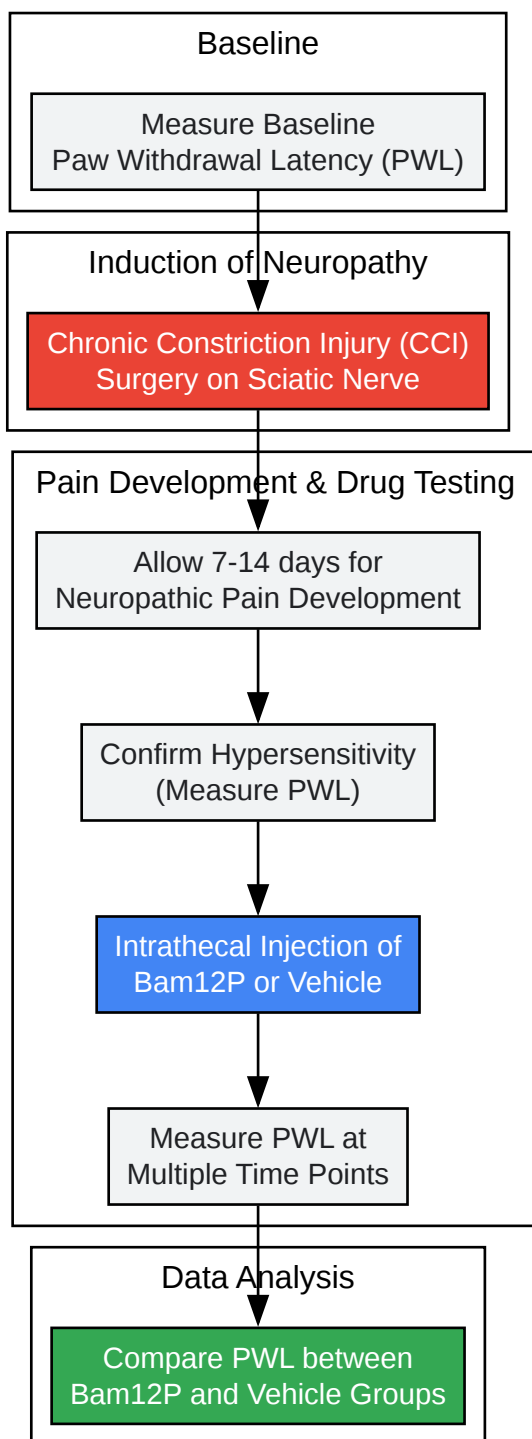 Baseline
Measure Baseline
Paw Withdrawal Latency (PWL)
Induction of Neuropathy
Chronic Constriction Injury (CCI)
Surgery on Sciatic Nerve
Pain Development & Drug Testing
Allow 7-14 days for
Neuropathic Pain Development
Confirm Hypersensitivity
(Measure PWL)
Intrathecal Injection of
Bam12P or Vehicle
Measure PWL at
Multiple Time Points
Data Analysis
Compare PWL between
Bam12P and Vehicle Groups